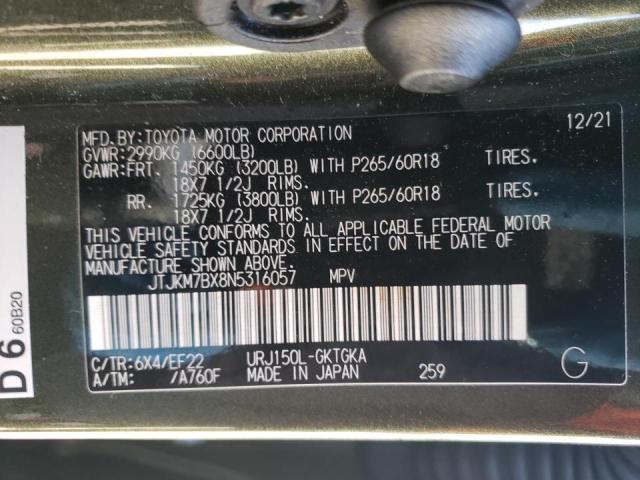 MFD.BY:TOYOTA MOTOR CORPORATION 12/21
GVWR:2990KG (6600LB)
GAWR:FRT. 1450KG (3200LB) WITH P265/60R18 TIRES.
18X7 1/2J RIMS.
RR. 1725KG (3800LB) WITH P265/60R18 TIRES.
18X7 1/2J RIMS.
THIS VEHICLE CONFORMS TO ALL APPLICABLE FEDERAL MOTOR
VEHICLE SAFETY STANDARDS IN EFFECT ON THE DATE OF
MANUFACTURE SHOWN ABOVE.
JTJKM7BX8N5316057 MPV
C/TR:6X4/EF22 URJ150L-GKTGKA
A/TM: /A760F MADE IN JAPAN 259 G
D 6 60B20